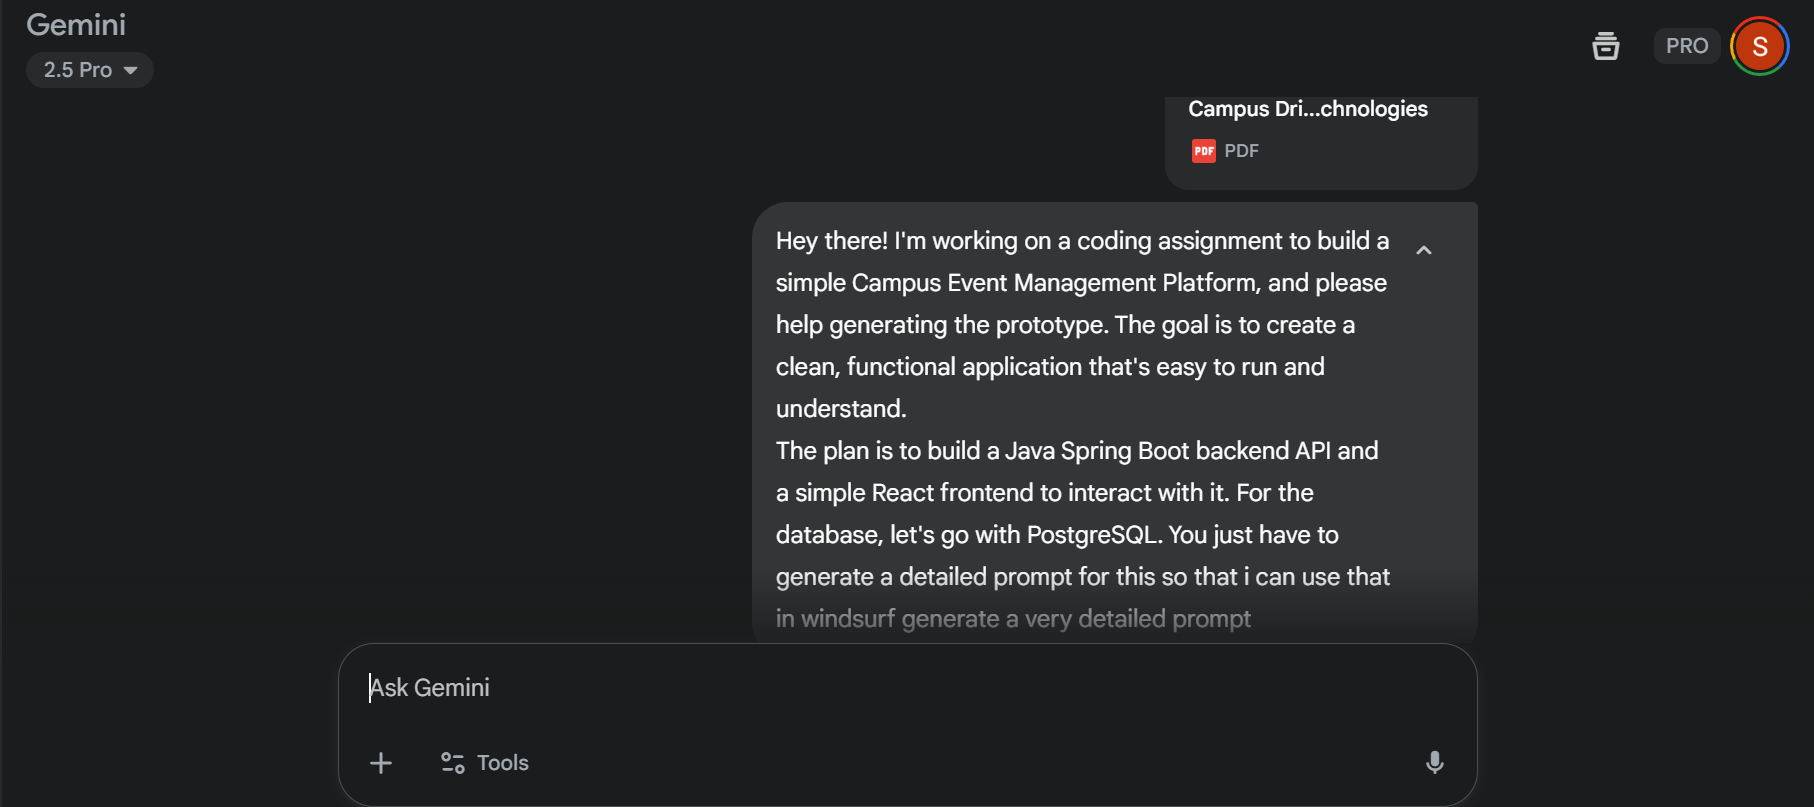 Gemini
2.5 Pro
PRO
S
Campus Dri...chnologies
PDF PDF
Hey there! I'm working on a coding assignment to build a
simple Campus Event Management Platform, and please
help generating the prototype. The goal is to create a
clean, functional application that's easy to run and
understand.
The plan is to build a Java Spring Boot backend API and
a simple React frontend to interact with it. For the
database, let's go with PostgreSQL. You just have to
generate a detailed prompt for this so that i can use that
in windsurf generate a very detailed prompt
Ask Gemini
Tools